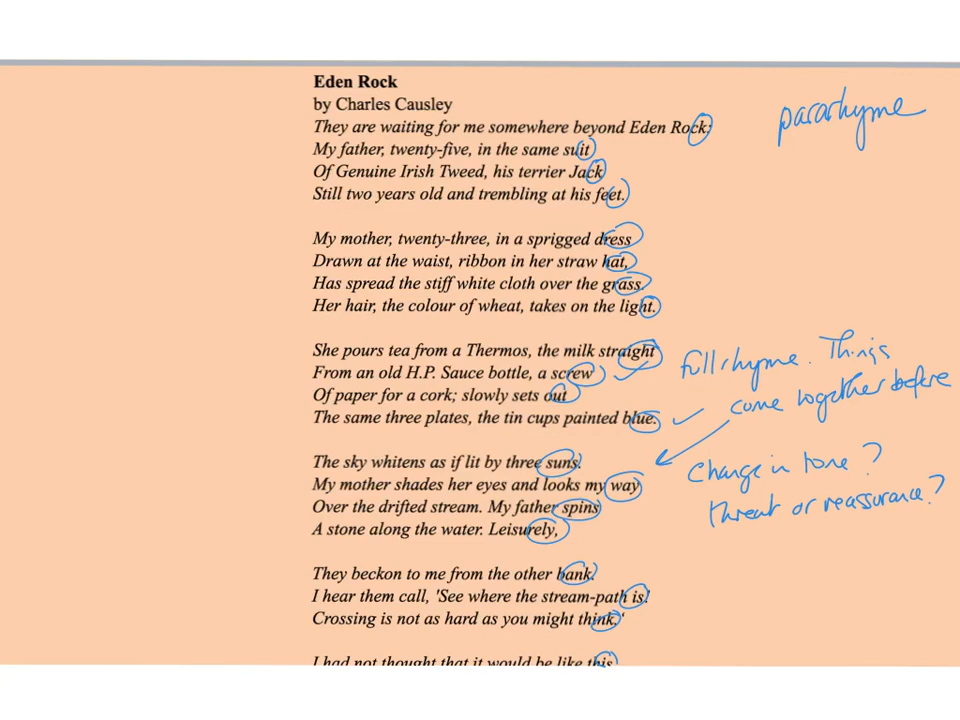 Eden Rock
by Charles Causley
They are waiting for me somewhere beyond Eden Rock:
My father, twenty-five, in the same suit
Of Genuine Irish Tweed, his terrier Jack
Still two years old and trembling at his feet.
My mother, twenty-three, in a sprigged dress
Drawn at the waist, ribbon in her straw hat,
Has spread the stiff white cloth over the grass.
Her hair, the colour of wheat, takes on the light.
She pours tea from a Thermos, the milk straight
From an old H.P. Sauce bottle, a screw
Of paper for a cork; slowly sets out
The same three plates, the tin cups painted blue.
The sky whitens as if lit by three suns.
My mother shades her eyes and looks my way
Over the drifted stream. My father spins
A stone along the water. Leisurely,
They beckon to me from the other bank.
I hear them call, 'See where the stream-path is!
Crossing is not as hard as you might think.'
I had not thought that it would be like this.
pararhyme
full rhyme. Things
come together before
Change in tone?
threat or reassurance?